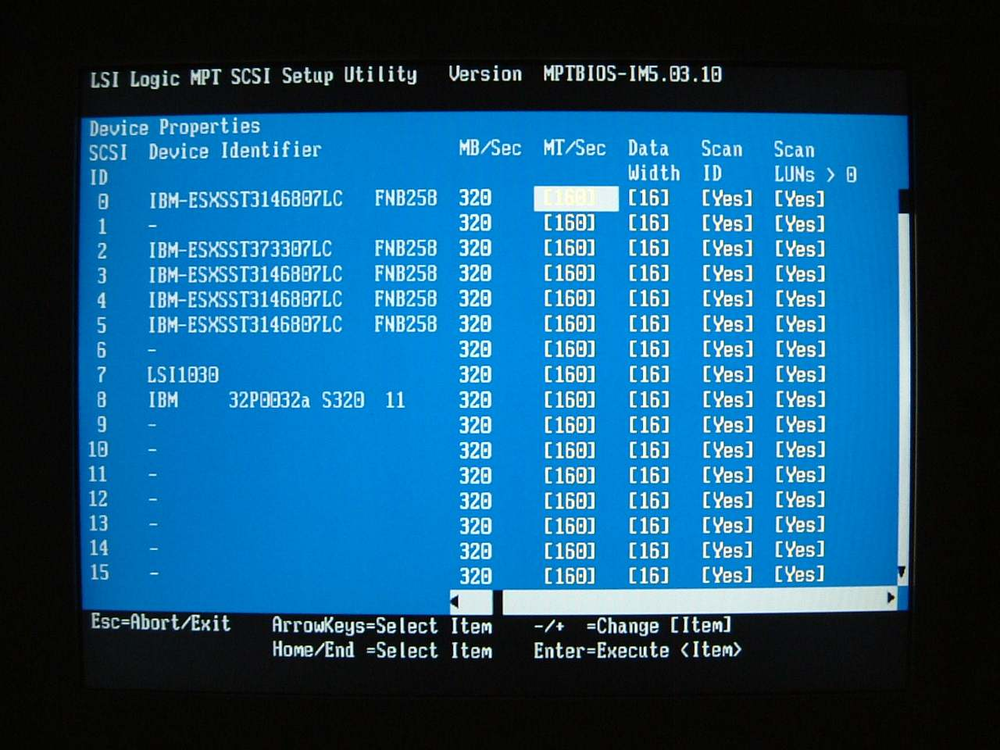 LSI Logic MPT SCSI Setup Utility Version MPTBIOS-IM5.03.10
Device Properties
SCSI Device Identifier MB/Sec MT/Sec Data Scan Scan
ID Width ID LUNs > 0
0 IBM-ESXSST3146807LC FNB258 320 [160] [16] [Yes] [Yes]
1 - 320 [160] [16] [Yes] [Yes]
2 IBM-ESXSST373307LC FNB258 320 [160] [16] [Yes] [Yes]
3 IBM-ESXSST3146807LC FNB258 320 [160] [16] [Yes] [Yes]
4 IBM-ESXSST3146807LC FNB258 320 [160] [16] [Yes] [Yes]
5 IBM-ESXSST3146807LC FNB258 320 [160] [16] [Yes] [Yes]
6 - 320 [160] [16] [Yes] [Yes]
7 LSI1030 320 [160] [16] [Yes] [Yes]
8 IBM 32P0032a S320 11 320 [160] [16] [Yes] [Yes]
9 - 320 [160] [16] [Yes] [Yes]
10 - 320 [160] [16] [Yes] [Yes]
11 - 320 [160] [16] [Yes] [Yes]
12 - 320 [160] [16] [Yes] [Yes]
13 - 320 [160] [16] [Yes] [Yes]
14 - 320 [160] [16] [Yes] [Yes]
15 - 320 [160] [16] [Yes] [Yes]
Esc=Abort/Exit ArrowKeys=Select Item -/+ =Change [Item]
Home/End =Select Item Enter=Execute <Item>